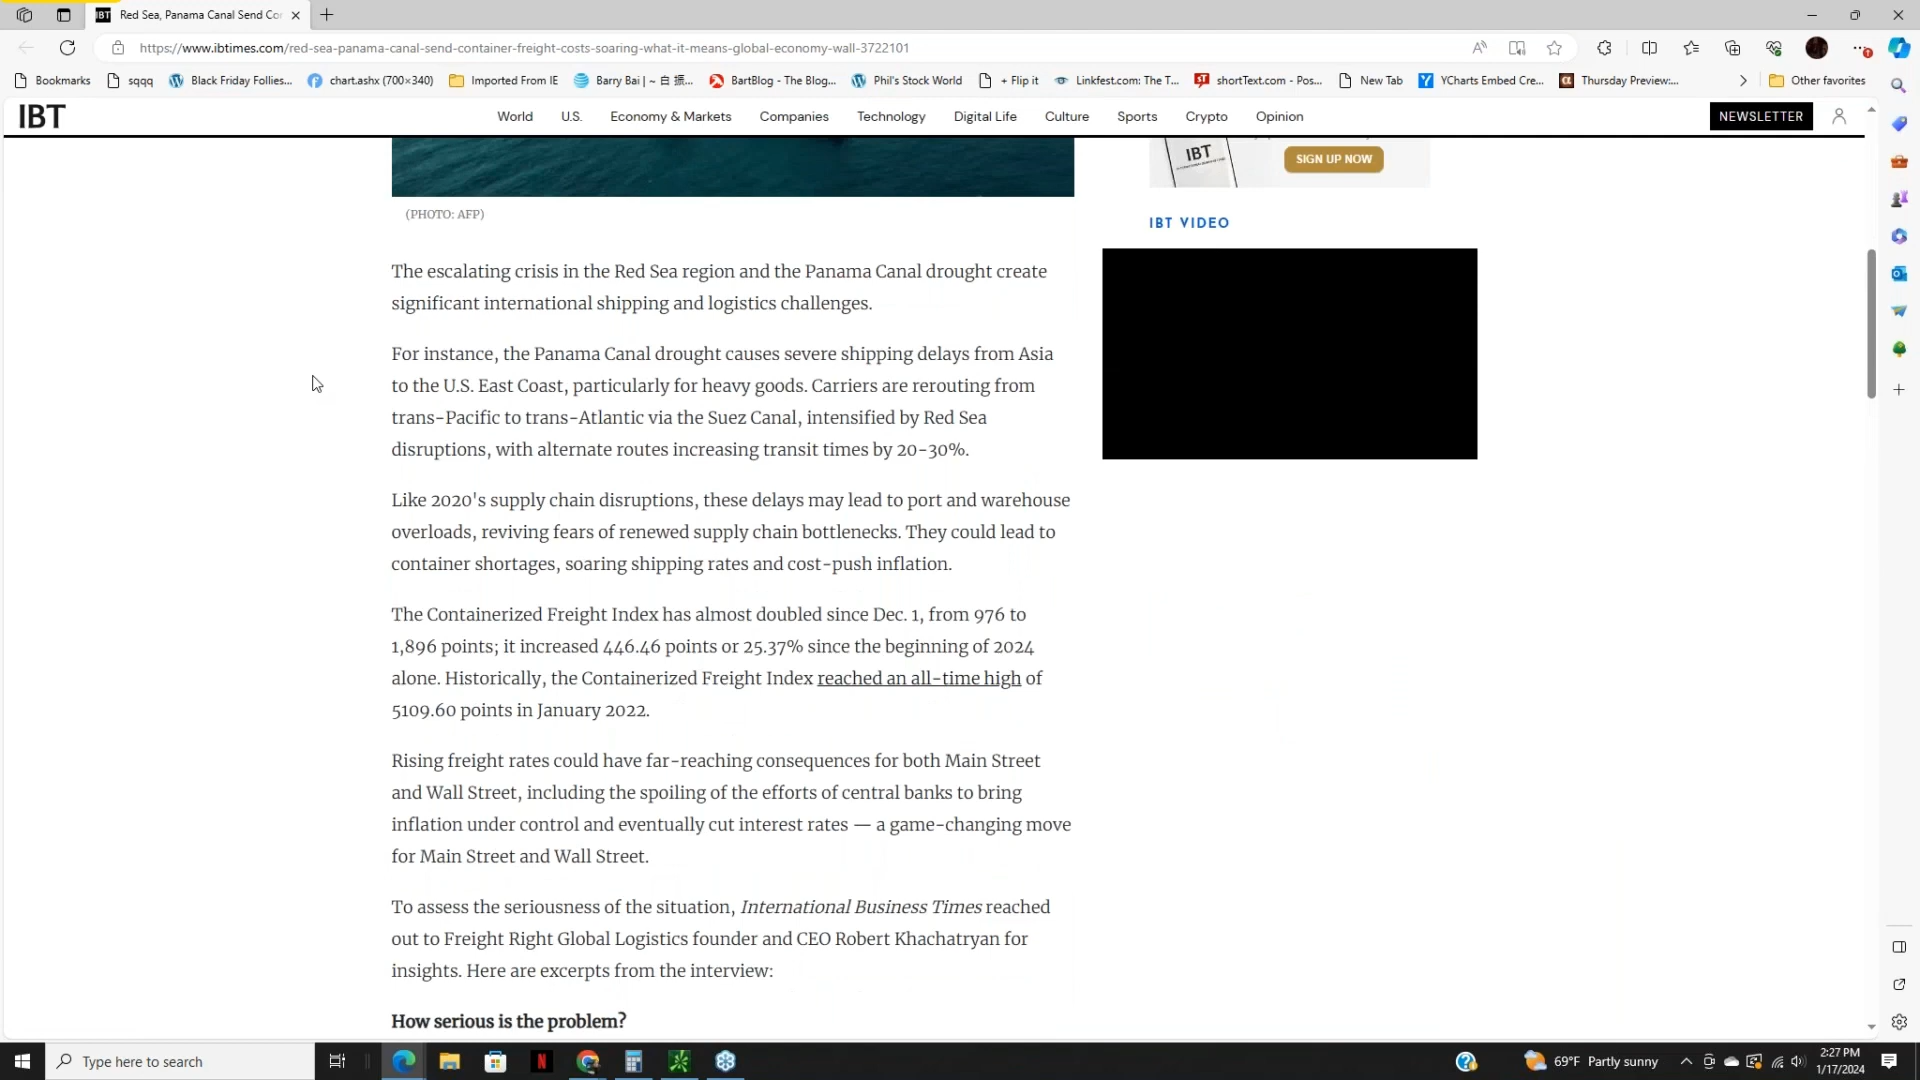 Red Sea, Panama Canal Send Co
https://www.ibtimes.com/red-sea-panama-canal-send-container-freight-costs-soaring-what-it-means-global-economy-wall-3722101
Bookmarks
sqqq
Black Friday Follies...
chart.ashx (700×340)
Imported From IE
Barry Bai | ~ 白 振...
BartBlog - The Blog...
Phil's Stock World
+ Flip it
Linkfest.com: The T...
shortText.com - Pos...
New Tab
YCharts Embed Cre...
Thursday Preview:...
Other favorites
IBT
World
U.S.
Economy & Markets
Companies
Technology
Digital Life
Culture
Sports
Crypto
Opinion
NEWSLETTER
IBT
SIGN UP NOW
(PHOTO: AFP)
IBT VIDEO
The escalating crisis in the Red Sea region and the Panama Canal drought create
significant international shipping and logistics challenges.
For instance, the Panama Canal drought causes severe shipping delays from Asia
to the U.S. East Coast, particularly for heavy goods. Carriers are rerouting from
trans-Pacific to trans-Atlantic via the Suez Canal, intensified by Red Sea
disruptions, with alternate routes increasing transit times by 20-30%.
Like 2020's supply chain disruptions, these delays may lead to port and warehouse
overloads, reviving fears of renewed supply chain bottlenecks. They could lead to
container shortages, soaring shipping rates and cost-push inflation.
The Containerized Freight Index has almost doubled since Dec. 1, from 976 to
1,896 points; it increased 446.46 points or 25.37% since the beginning of 2024
alone. Historically, the Containerized Freight Index reached an all-time high of
5109.60 points in January 2022.
Rising freight rates could have far-reaching consequences for both Main Street
and Wall Street, including the spoiling of the efforts of central banks to bring
inflation under control and eventually cut interest rates — a game-changing move
for Main Street and Wall Street.
To assess the seriousness of the situation, International Business Times reached
out to Freight Right Global Logistics founder and CEO Robert Khachatryan for
insights. Here are excerpts from the interview:
How serious is the problem?
Type here to search
69°F Partly sunny
2:27 PM
1/17/2024